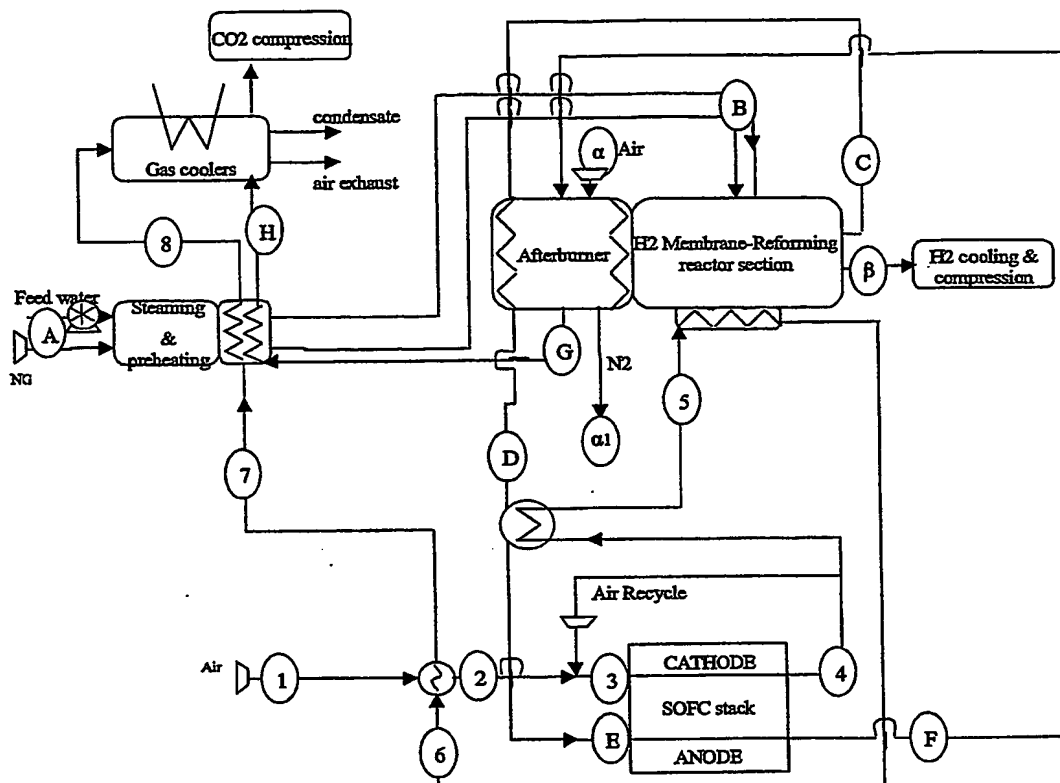 CO2 compression
condensate
Gas coolers
air exhaust
8
H
Feed water
A
NG
Steaming
&
preheating
B
α
Air
C
Afterburner
H2 Membrane-Reforming
reactor section
β
H2 cooling &
compression
G
N2
5
α1
7
D
Air Recycle
Air
1
2
3
CATHODE
4
SOFC stack
6
E
ANODE
F